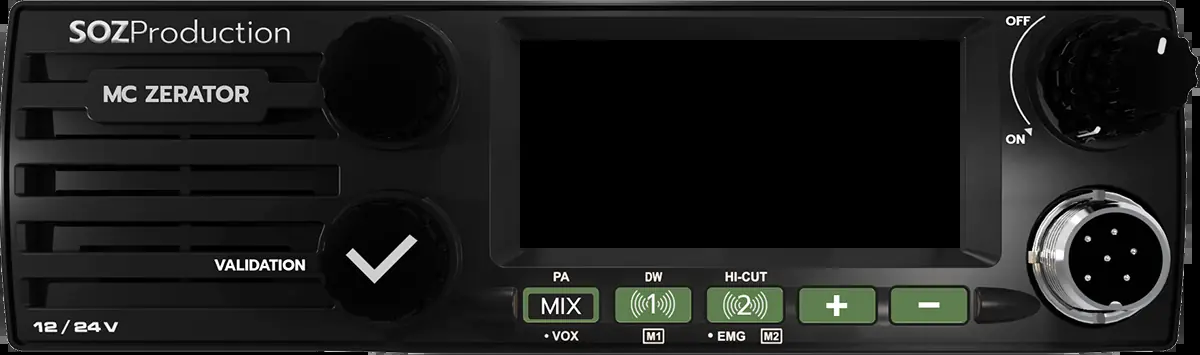 SOZProduction
MC ZERATOR
OFF
ON
VALIDATION
12 / 24 V
PA DW HI-CUT
MIX 1 2 + −
• VOX M1 • EMG M2